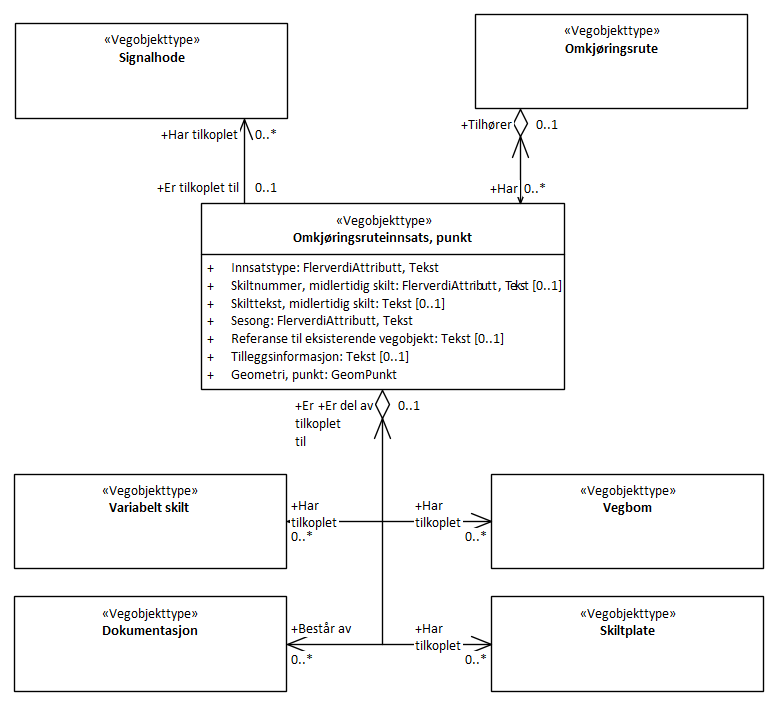 «Vegobjekttype»
Signalhode
«Vegobjekttype»
Omkjøringsrute
+Har tilkoplet
0..*
+Tilhører
0..1
+Er tilkoplet til
0..1
+Har
0..*
«Vegobjekttype»
Omkjøringsruteinnsats, punkt
+ Innsatstype: FlerverdiAttributt, Tekst
+ Skiltnummer, midlertidig skilt: FlerverdiAttributt, Tekst [0..1]
+ Skilttekst, midlertidig skilt: Tekst [0..1]
+ Sesong: FlerverdiAttributt, Tekst
+ Referanse til eksisterende vegobjekt: Tekst [0..1]
+ Tilleggsinformasjon: Tekst [0..1]
+ Geometri, punkt: GeomPunkt
+Er +Er del av
tilkoplet
til
0..1
«Vegobjekttype»
Variabelt skilt
+Har
tilkoplet
0..*
+Har
tilkoplet
0..*
«Vegobjekttype»
Vegbom
«Vegobjekttype»
Dokumentasjon
+Består av
0..*
+Har
tilkoplet
0..*
«Vegobjekttype»
Skiltplate